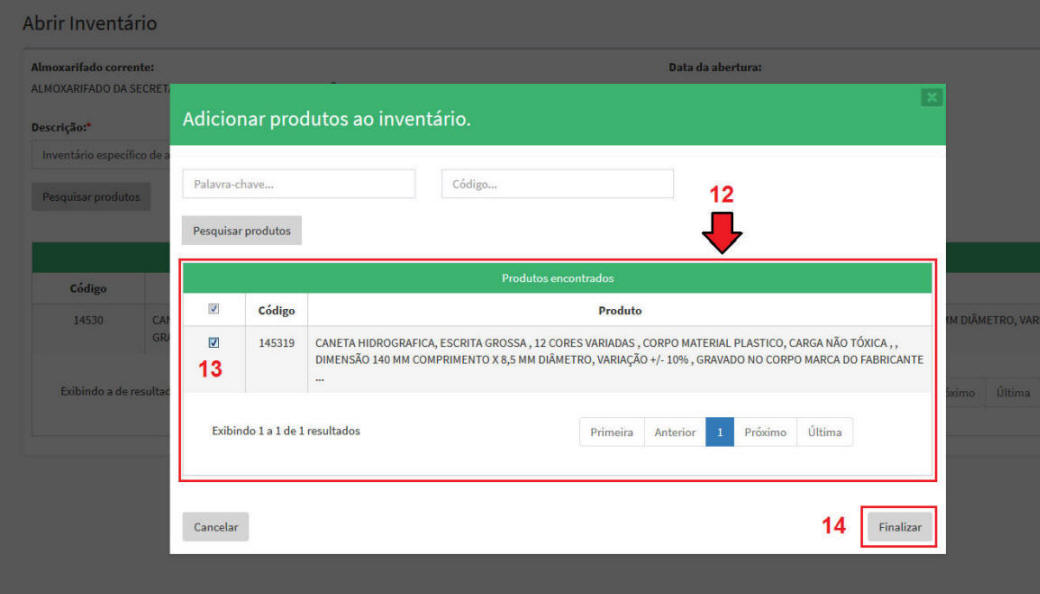 Abrir Inventário
Almoxarifado corrente:
Data da abertura:
ALMOXARIFADO DA SECRET
Adicionar produtos ao inventário.
Descrição:*
Inventário específico de a
Palavra-chave...
Código...
12
Pesquisar produtos
Pesquisar produtos
Produtos encontrados
Código
Código
Produto
14530
145319
CANETA HIDROGRAFICA, ESCRITA GROSSA , 12 CORES VARIADAS , CORPO MATERIAL PLASTICO, CARGA NÃO TÓXICA , ,
DIMENSÃO 140 MM COMPRIMENTO X 8,5 MM DIÂMETRO, VARIAÇÃO +/- 10% , GRAVADO NO CORPO MARCA DO FABRICANTE
...
MM DIÂMETRO, VAR
13
Exibindo a de resultad
Última
Exibindo 1 a 1 de 1 resultados
Primeira
Anterior
1
Próximo
Última
Cancelar
14
Finalizar